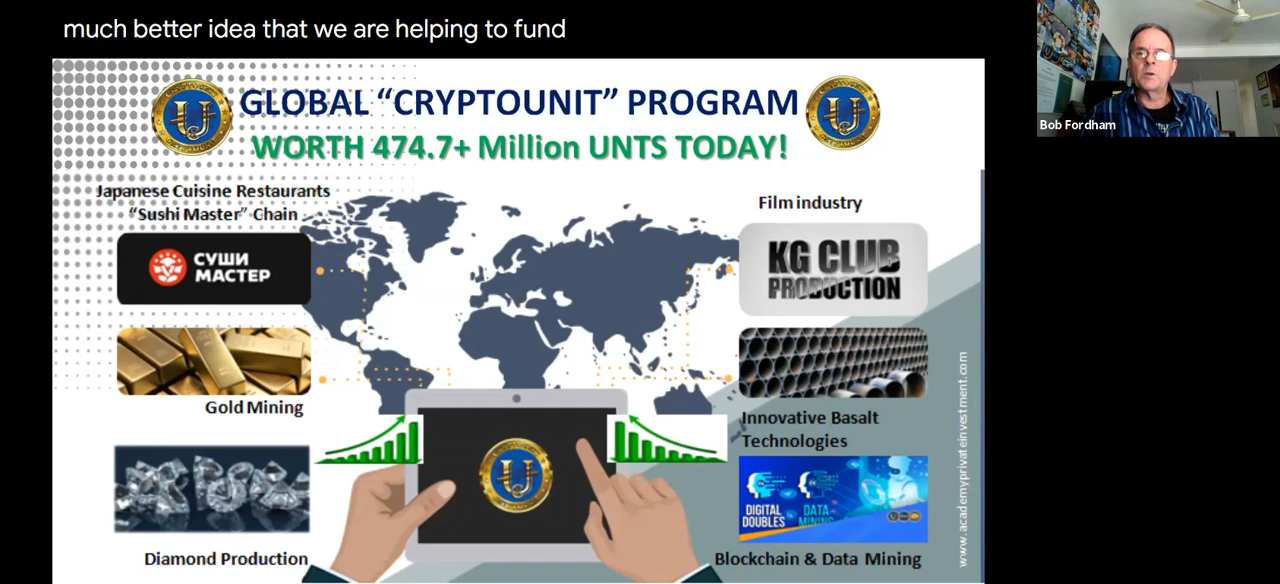 much better idea that we are helping to fund
GLOBAL “CRYPTOUNIT” PROGRAM
WORTH 474.7+ Million UNTS TODAY!
Japanese Cuisine Restaurants
“Sushi Master” Chain
СУШИ
МАСТЕР
Gold Mining
Diamond Production
Film industry
KG CLUB
PRODUCTION
Innovative Basalt
Technologies
DIGITAL
DOUBLES
DATA
MINING
Blockchain & Data Mining
www.academyprivateinvestment.com
Bob Fordham